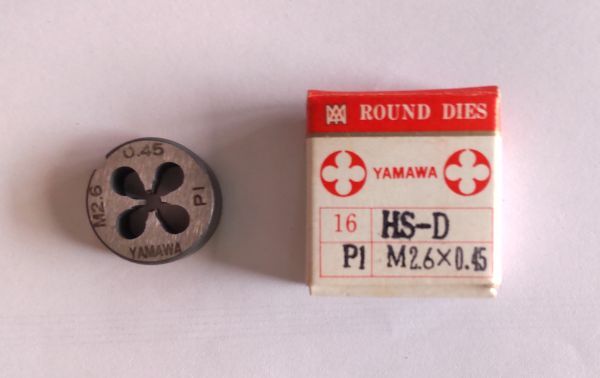 0.45
M2.6
P1
YAMAWA
ROUND DIES
YAMAWA
16 HS-D
P1 M2.6×0.45